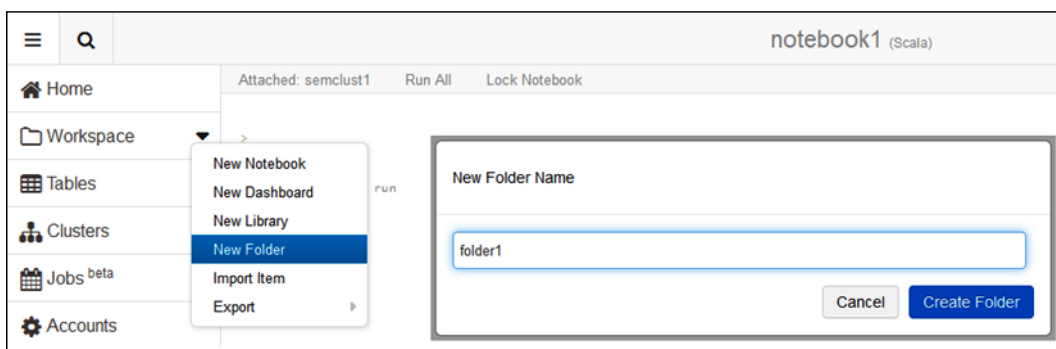 notebook1 (Scala)
Home
Attached: semclust1 Run All Lock Notebook
Workspace
>
New Notebook
Tables
New Dashboard
run
New Library
Clusters
New Folder
Jobs beta
Import Item
Export
Accounts
New Folder Name
folder1
Cancel Create Folder